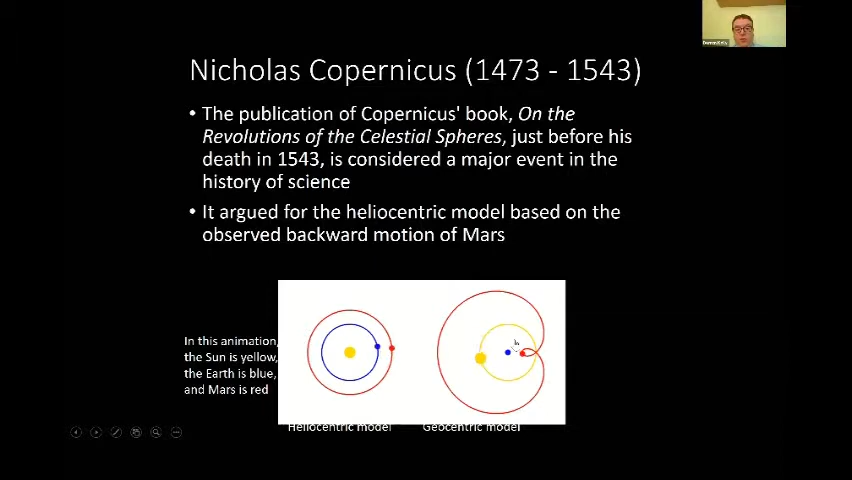 Darren Kelly
Nicholas Copernicus (1473 - 1543)
• The publication of Copernicus' book, On the
Revolutions of the Celestial Spheres, just before his
death in 1543, is considered a major event in the
history of science
• It argued for the heliocentric model based on the
observed backward motion of Mars
In this animation,
the Sun is yellow,
the Earth is blue,
and Mars is red
Heliocentric model
Geocentric model